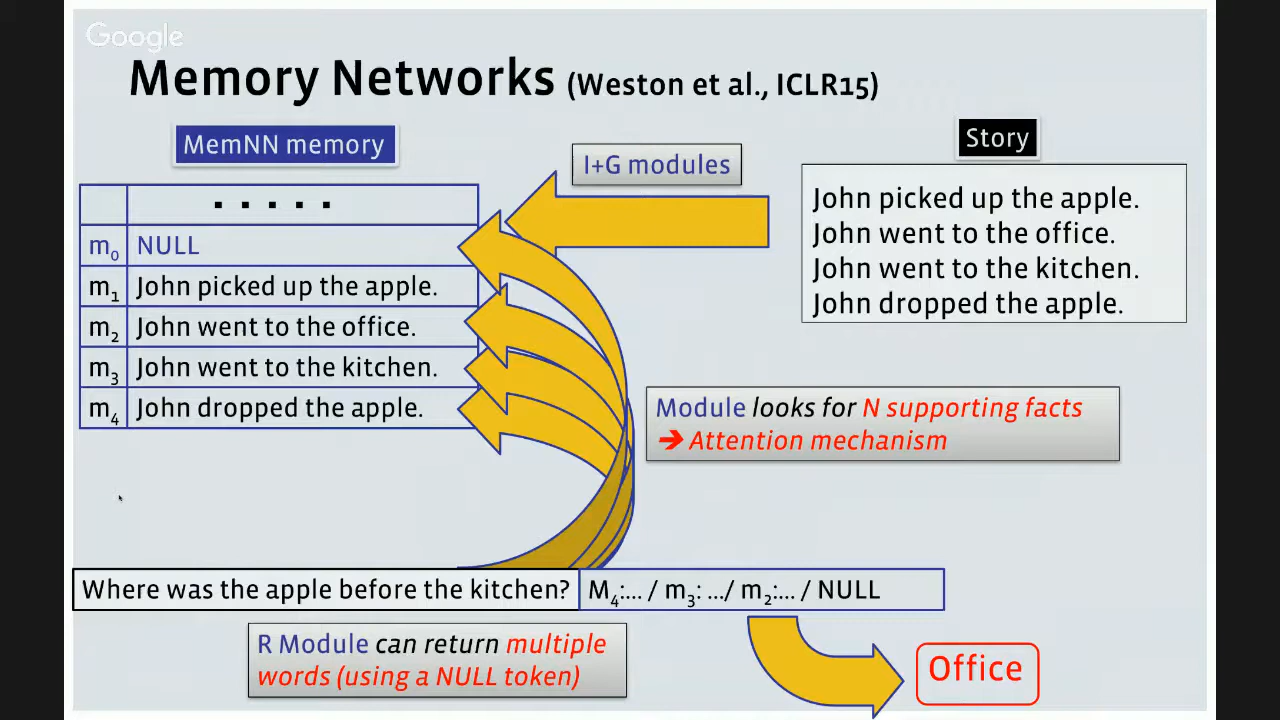 Google
Memory Networks (Weston et al., ICLR15)
MemNN memory
I+G modules
Story
. . . . .
m₀ NULL
m₁ John picked up the apple.
m₂ John went to the office.
m₃ John went to the kitchen.
m₄ John dropped the apple.
John picked up the apple.
John went to the office.
John went to the kitchen.
John dropped the apple.
Module looks for N supporting facts
➔ Attention mechanism
Where was the apple before the kitchen? M₄:... / m₃: .../ m₂:... / NULL
R Module can return multiple
words (using a NULL token)
Office